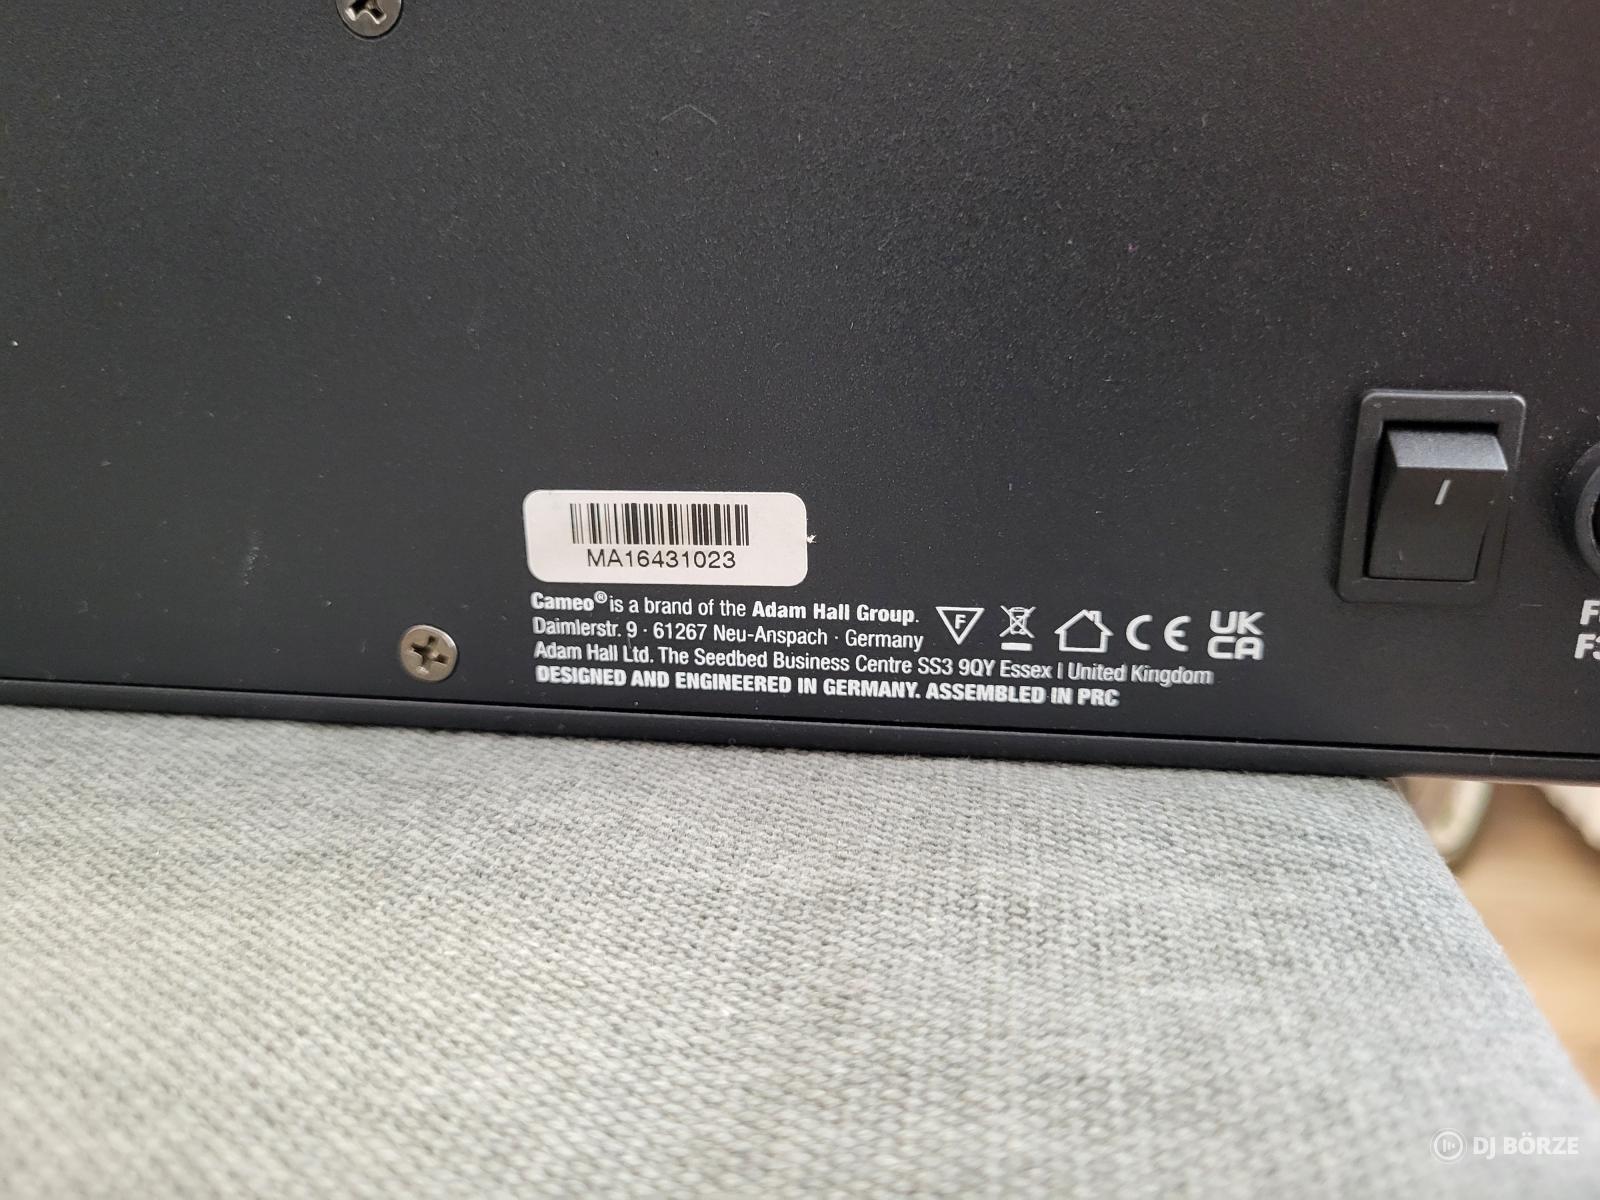 MA16431023
Cameo® is a brand of the Adam Hall Group.
Daimlerstr. 9 · 61267 Neu-Anspach · Germany
F
CE
UK
CA
Adam Hall Ltd. The Seedbed Business Centre SS3 9QY Essex | United Kingdom
DESIGNED AND ENGINEERED IN GERMANY. ASSEMBLED IN PRC
DJ BÖRZE